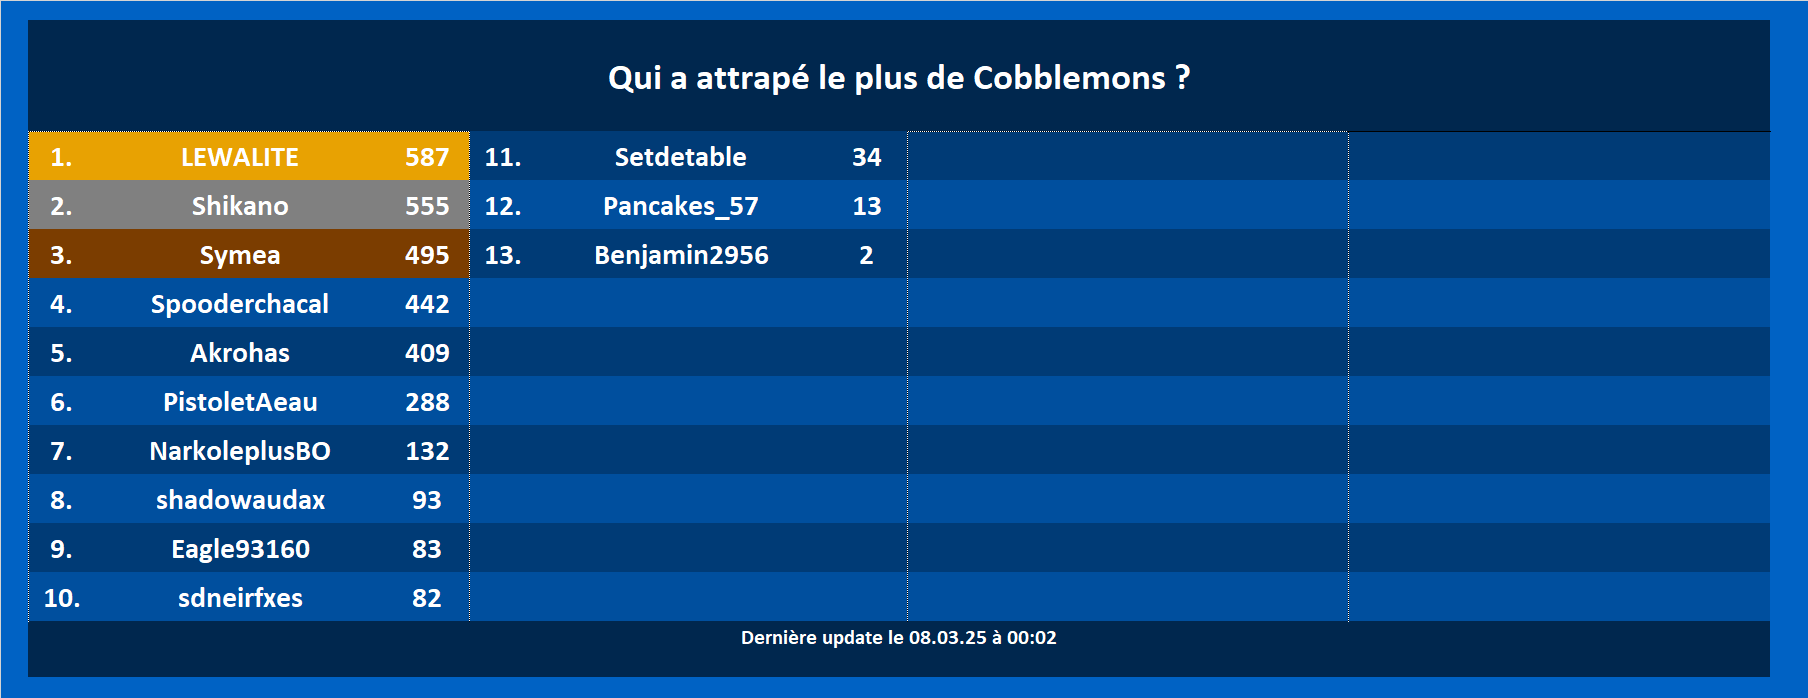 Qui a attrapé le plus de Cobblemons ?
1. LEWALITE 587
2. Shikano 555
3. Symea 495
4. Spooderchacal 442
5. Akrohas 409
6. PistoletAeau 288
7. NarkoleplusBO 132
8. shadowaudax 93
9. Eagle93160 83
10. sdneirfxes 82
11. Setdetable 34
12. Pancakes_57 13
13. Benjamin2956 2
Dernière update le 08.03.25 à 00:02